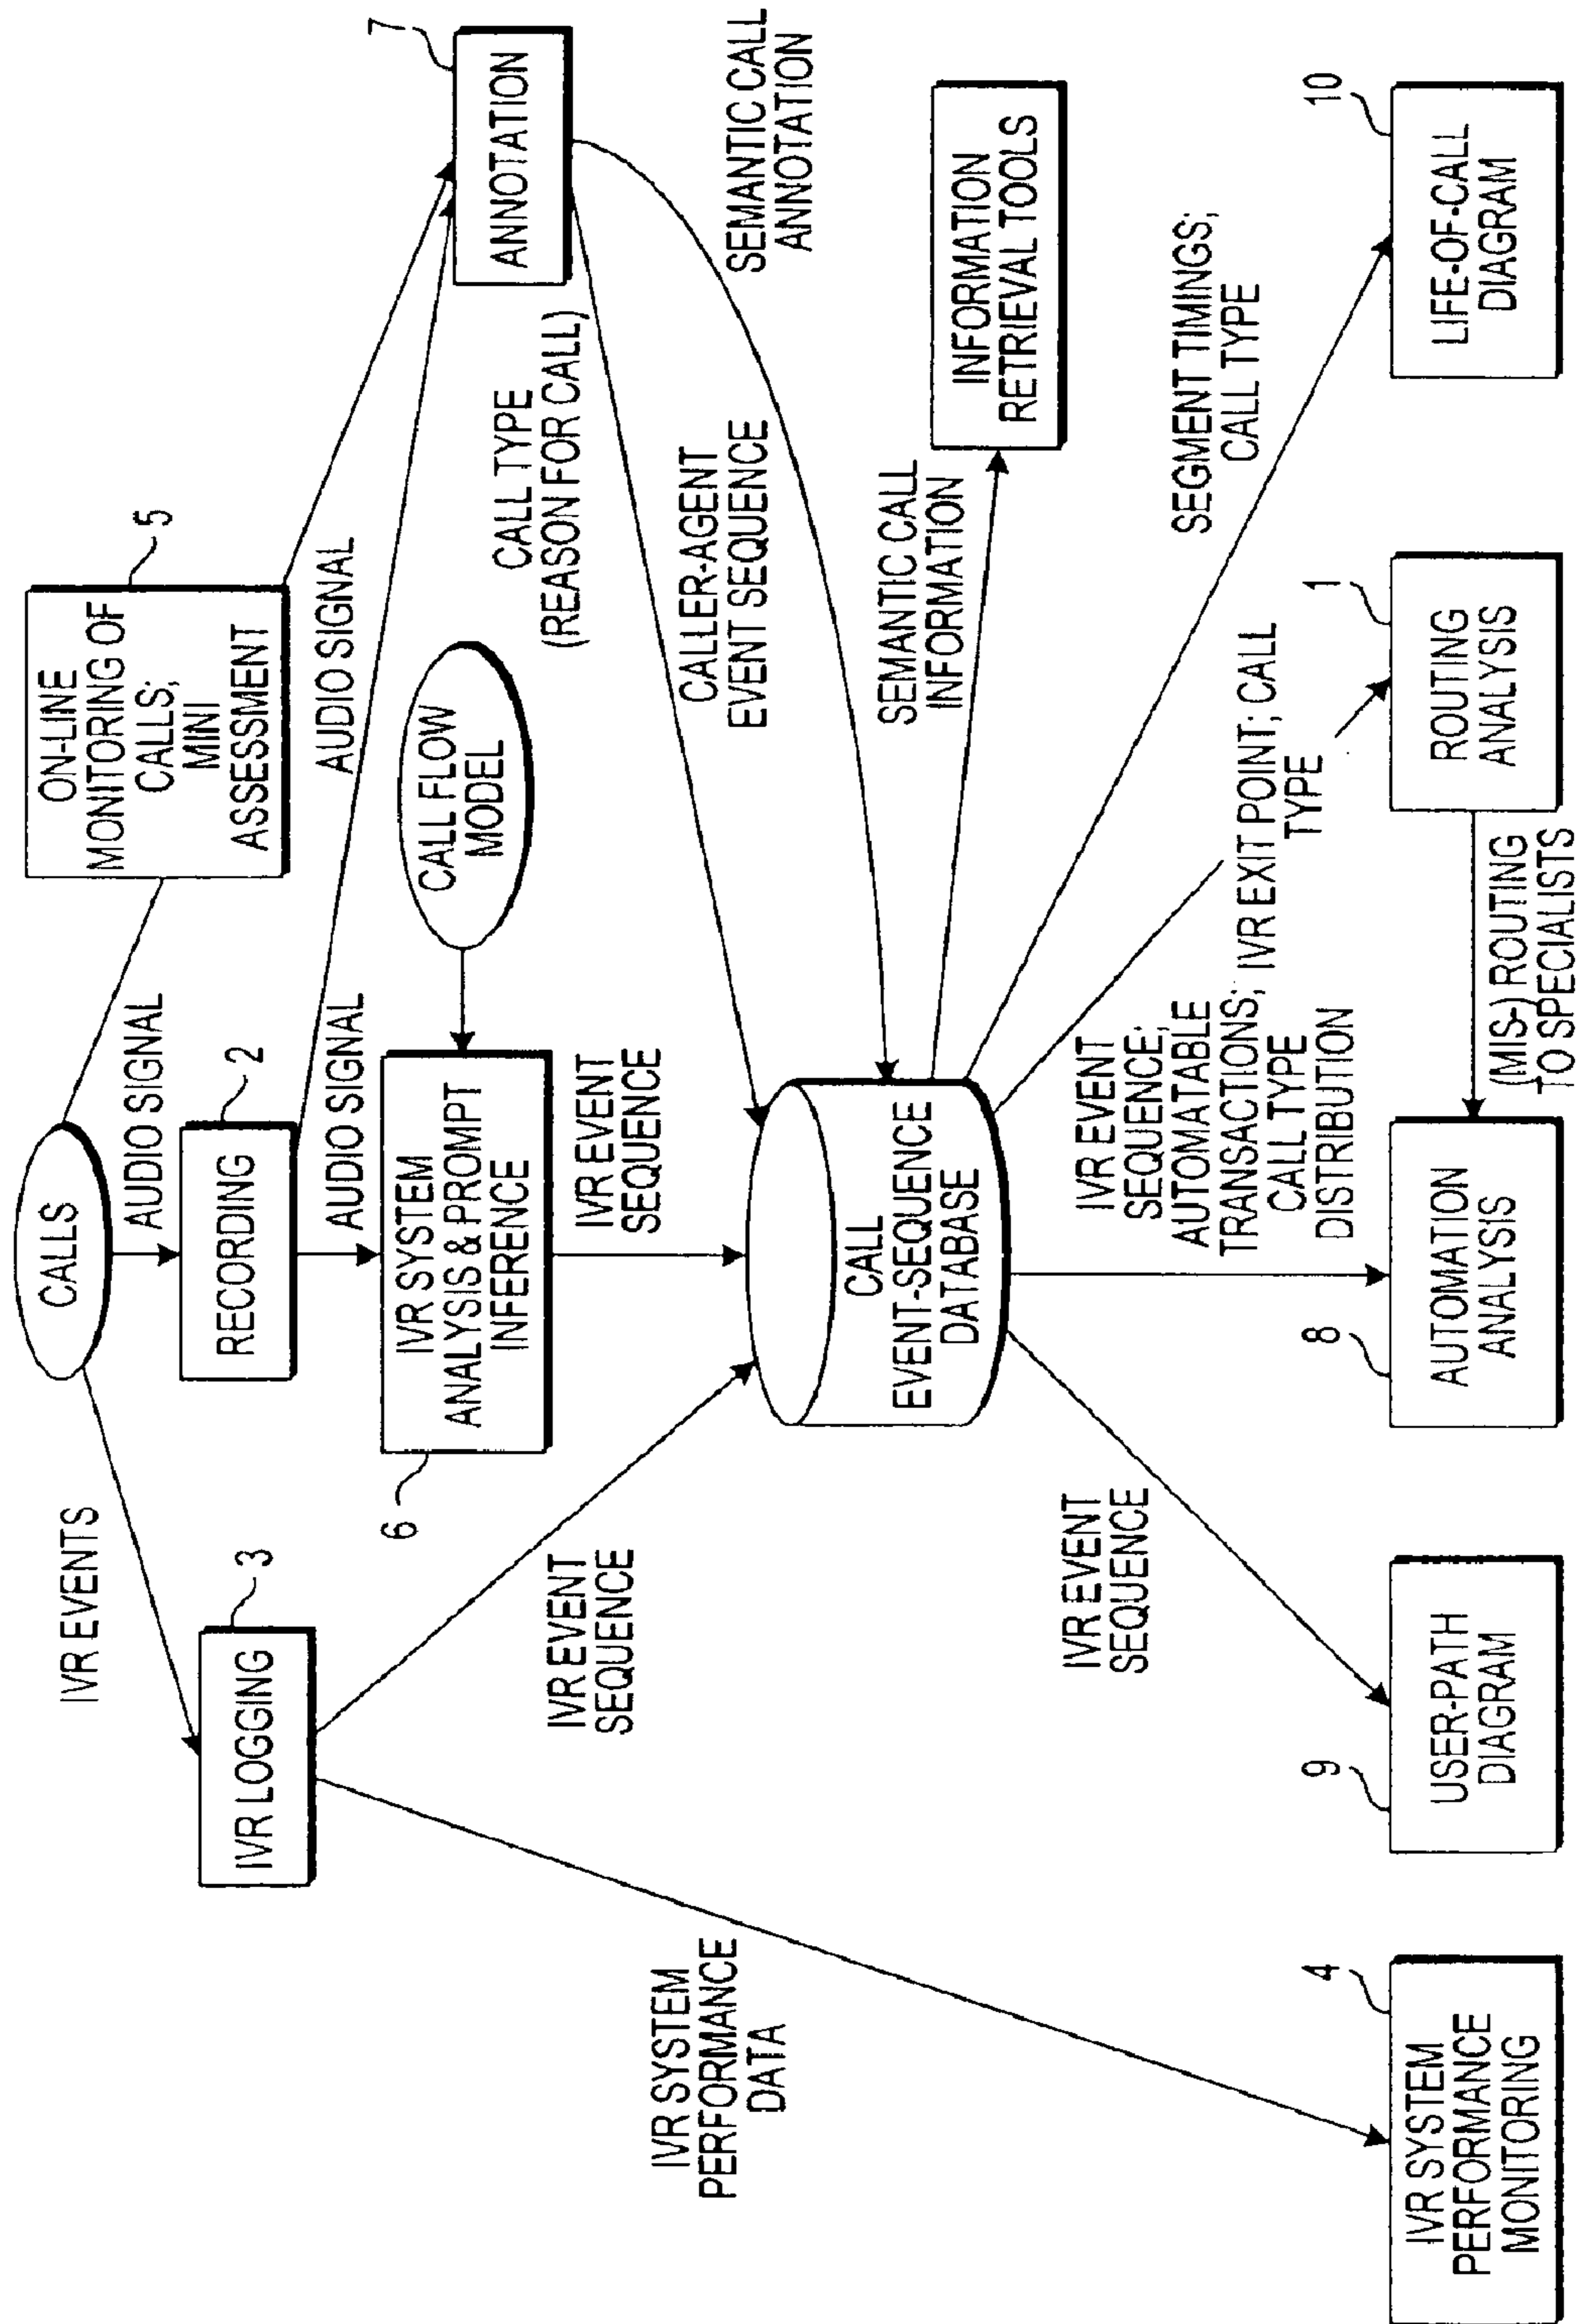 CALLS
IVR EVENTS
AUDIO SIGNAL
ON-LINE
MONITORING OF
CALLS;
MINI
ASSESSMENT
5
IVR LOGGING
3
RECORDING
2
AUDIO SIGNAL
AUDIO SIGNAL
ANNOTATION
7
IVR SYSTEM
ANALYSIS & PROMPT
INFERENCE
6
CALL FLOW
MODEL
CALL TYPE
(REASON FOR CALL)
SEMANTIC CALL
ANNOTATION
IVR EVENT
SEQUENCE
IVR EVENT
SEQUENCE
CALLER-AGENT
EVENT SEQUENCE
IVR SYSTEM
PERFORMANCE
DATA
CALL
EVENT-SEQUENCE
DATABASE
SEMANTIC CALL
INFORMATION
INFORMATION
RETRIEVAL TOOLS
IVR EVENT
SEQUENCE
IVR EVENT
SEQUENCE;
AUTOMATABLE
TRANSACTIONS;
CALL TYPE
DISTRIBUTION
IVR EXIT POINT; CALL
TYPE
SEGMENT TIMINGS;
CALL TYPE
4
IVR SYSTEM
PERFORMANCE
MONITORING
9
USER-PATH
DIAGRAM
8
AUTOMATION
ANALYSIS
(MIS-) ROUTING
TO SPECIALISTS
1
ROUTING
ANALYSIS
10
LIFE-OF-CALL
DIAGRAM